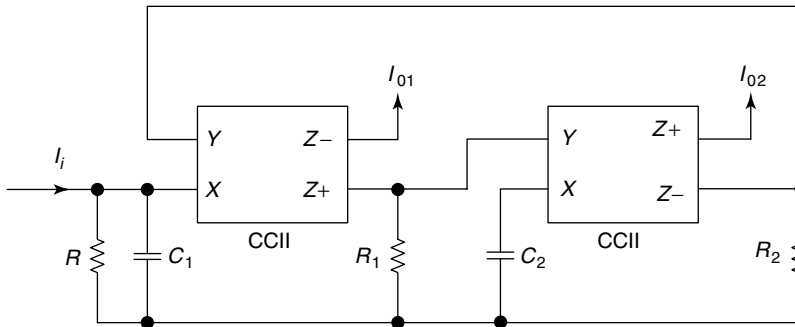 I01
I02
Y
Z−
Y
Z+
Ii
X
Z+
X
Z−
CCII
CCII
R
C1
R1
C2
R2